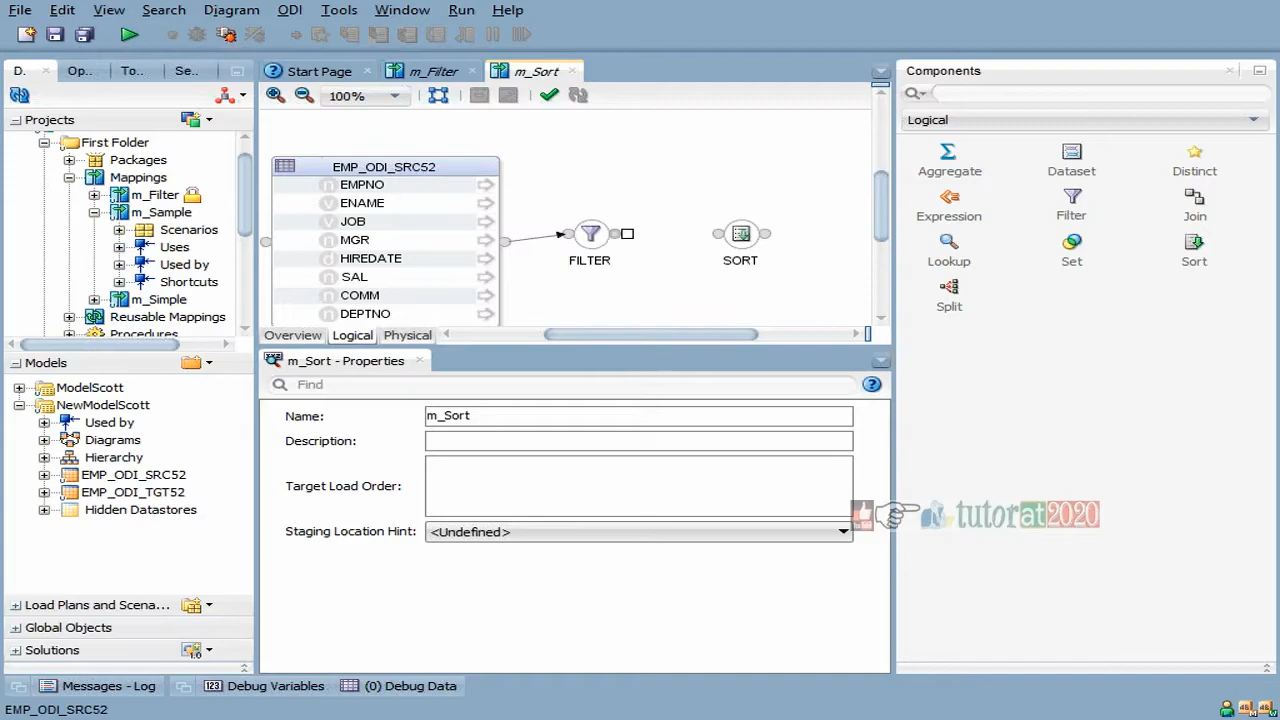 File Edit View Search Diagram ODI Tools Window Run Help
D. Op.. To.. Se..
Start Page m_Filter m_Sort
Components
100%
Logical
Projects
First Folder
Packages
Mappings
m_Filter
m_Sample
Scenarios
Uses
Used by
Shortcuts
m_Simple
Reusable Mappings
Procedures
Models
ModelScott
NewModelScott
Used by
Diagrams
Hierarchy
EMP_ODI_SRC52
EMP_ODI_TGT52
Hidden Datastores
Load Plans and Scena...
Global Objects
Solutions
EMP_ODI_SRC52
EMPNO
ENAME
JOB
MGR
HIREDATE
SAL
COMM
DEPTNO
FILTER
SORT
Overview Logical Physical
m_Sort - Properties
Find
Name: m_Sort
Description:
Target Load Order:
Staging Location Hint: <Undefined>
Aggregate Dataset Distinct
Expression Filter Join
Lookup Set Sort
Split
tutorat2020
Messages - Log Debug Variables (0) Debug Data
EMP_ODI_SRC52